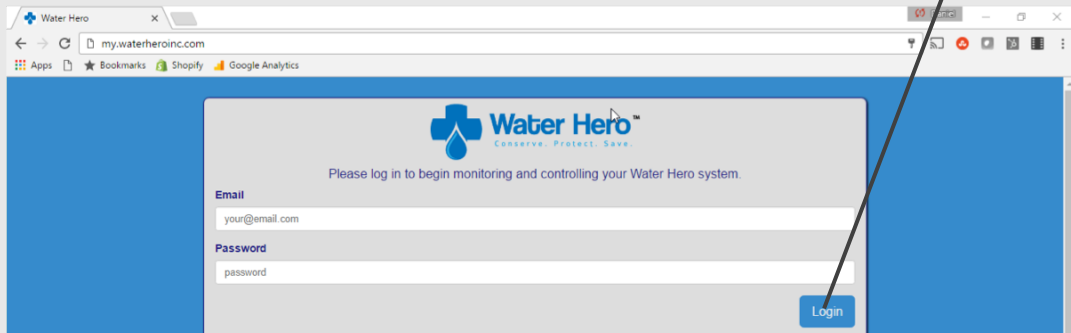 Water Hero
my.waterheroinc.com
Apps Bookmarks Shopify Google Analytics
Water Hero™
Conserve. Protect. Save.
Please log in to begin monitoring and controlling your Water Hero system.
Email
your@email.com
Password
password
Login